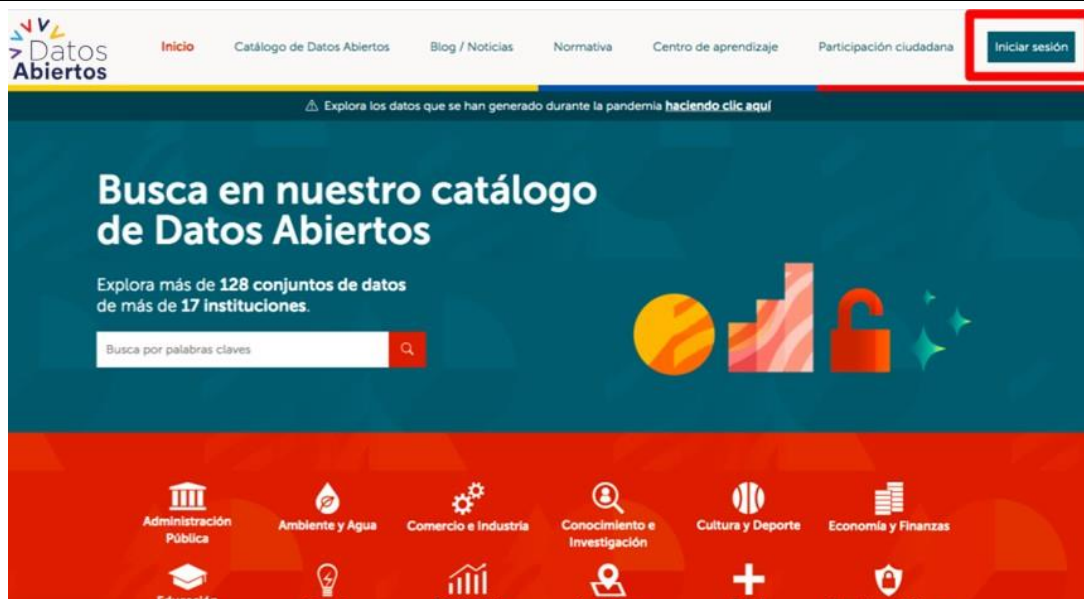 Datos
Abiertos
Inicio
Catálogo de Datos Abiertos
Blog / Noticias
Normativa
Centro de aprendizaje
Participación ciudadana
Iniciar sesión
Explora los datos que se han generado durante la pandemia haciendo clic aquí
Busca en nuestro catálogo
de Datos Abiertos
Explora más de 128 conjuntos de datos
de más de 17 instituciones.
Busca por palabras claves
Administración
Pública
Ambiente y Agua
Comercio e Industria
Conocimiento e
Investigación
Cultura y Deporte
Economía y Finanzas
Educación